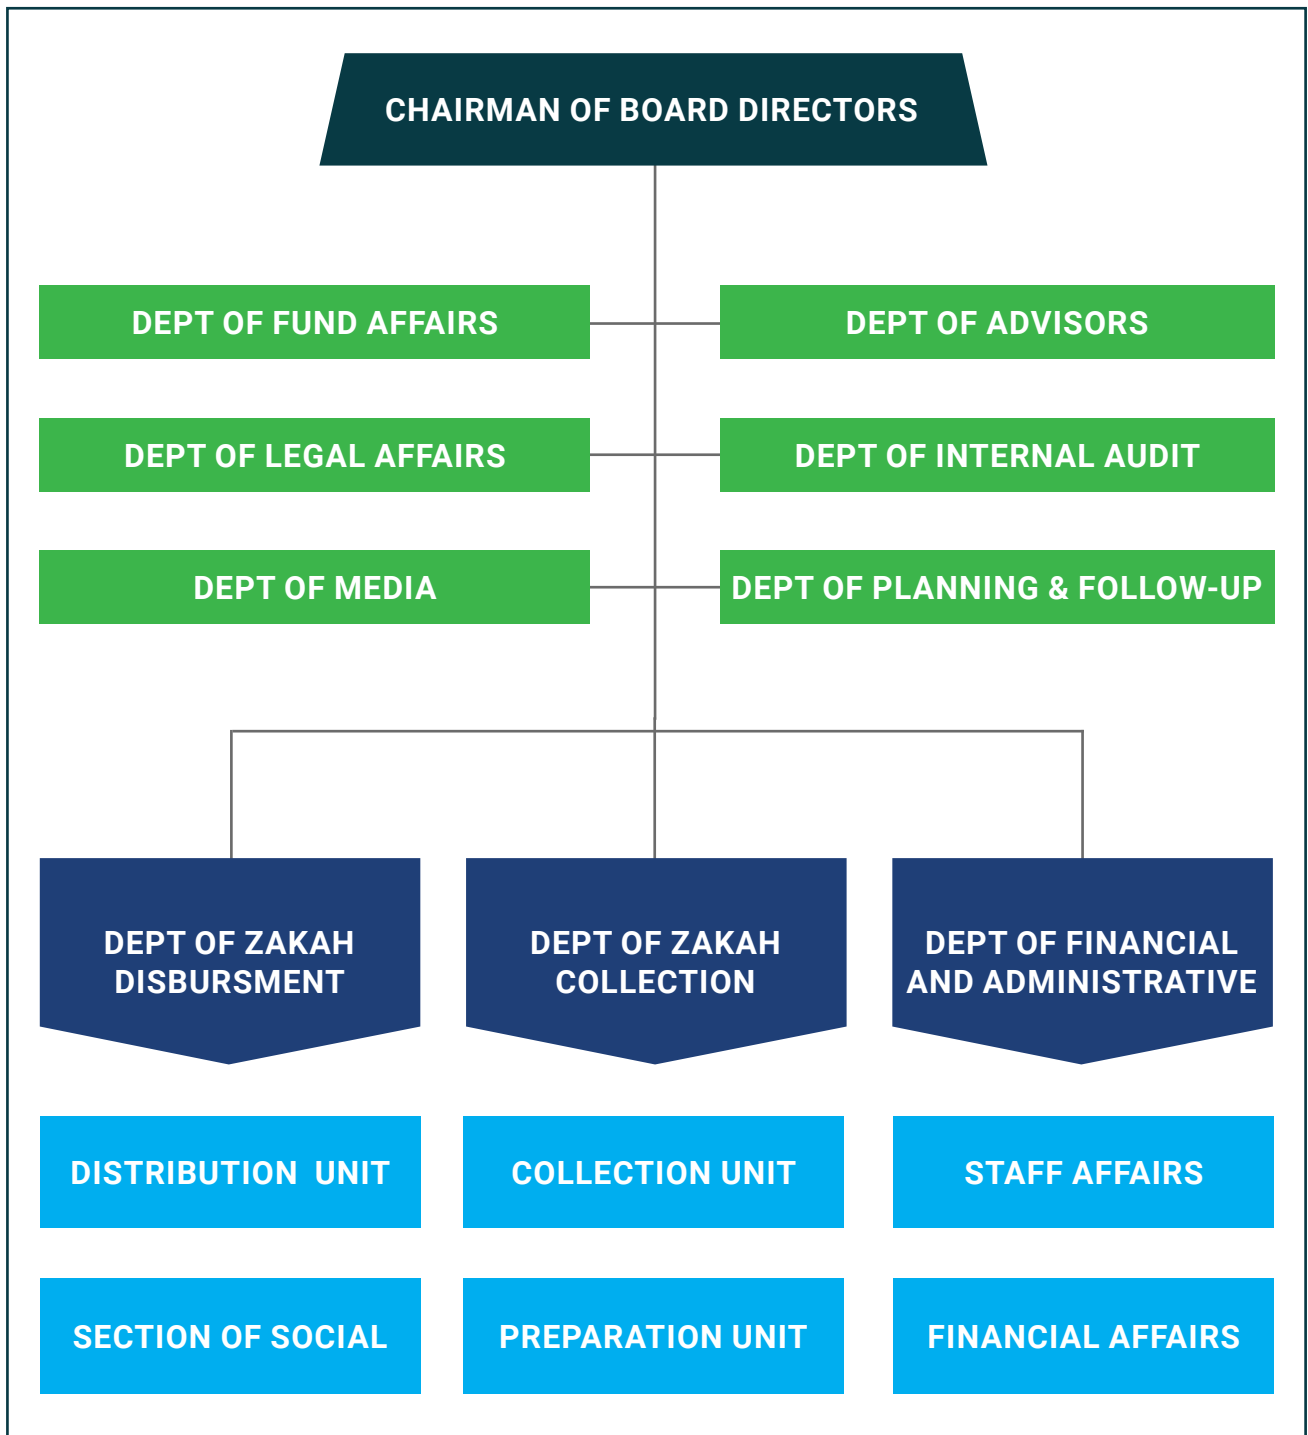 CHAIRMAN OF BOARD DIRECTORS
DEPT OF FUND AFFAIRS
DEPT OF ADVISORS
DEPT OF LEGAL AFFAIRS
DEPT OF INTERNAL AUDIT
DEPT OF MEDIA
DEPT OF PLANNING & FOLLOW-UP
DEPT OF ZAKAH
DISBURSMENT
DEPT OF ZAKAH
COLLECTION
DEPT OF FINANCIAL
AND ADMINISTRATIVE
DISTRIBUTION UNIT
COLLECTION UNIT
STAFF AFFAIRS
SECTION OF SOCIAL
PREPARATION UNIT
FINANCIAL AFFAIRS